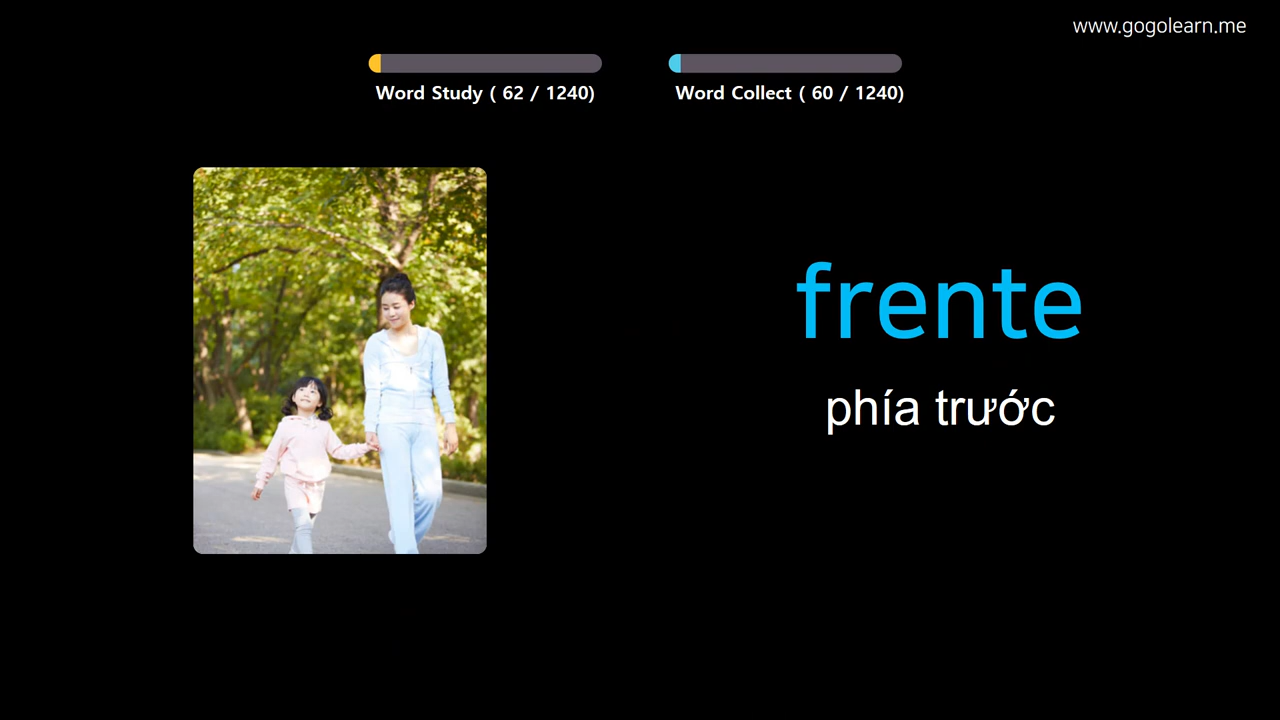 www.gogolearn.me
Word Study ( 62 / 1240)
Word Collect ( 60 / 1240)
frente
phía trước